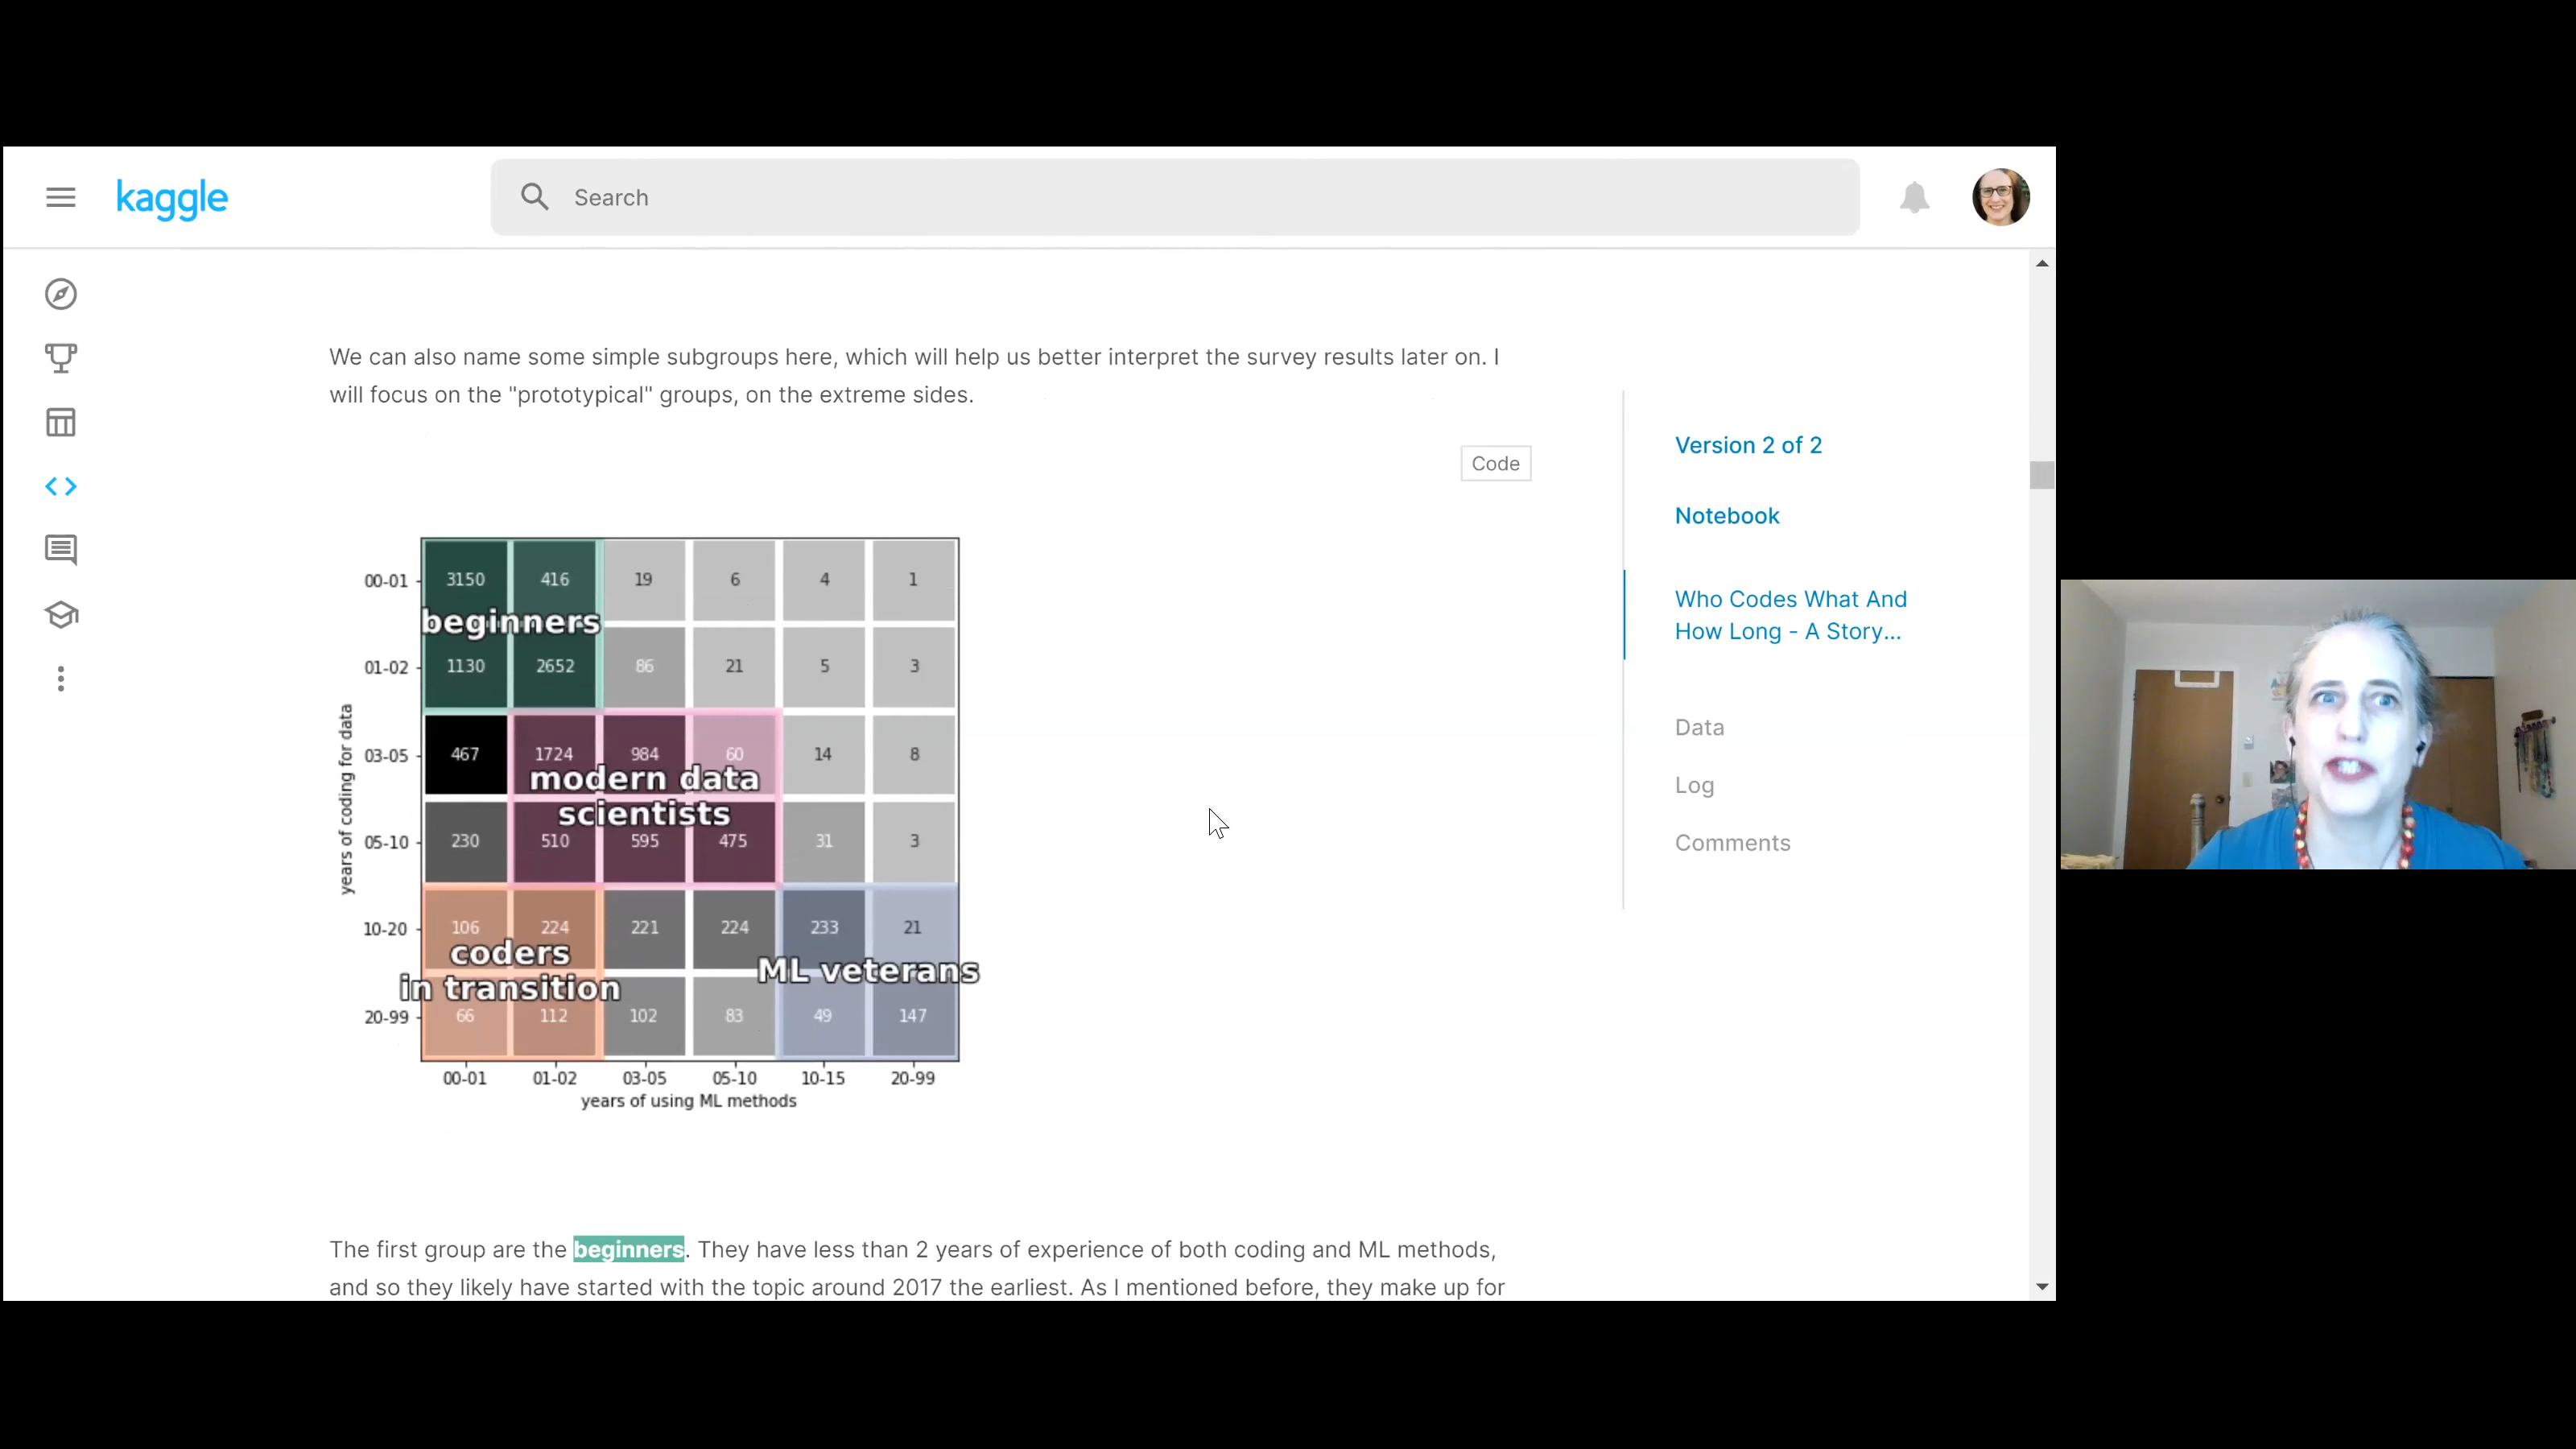 kaggle
Search
We can also name some simple subgroups here, which will help us better interpret the survey results later on. I
will focus on the "prototypical" groups, on the extreme sides.
Code
years of coding for data
00-01 3150 416 19 6 4 1
beginners
01-02 1130 2652 86 21 5 3
03-05 467 1724 984 60 14 8
modern data
scientists
05-10 230 510 595 475 31 3
10-20 106 224 221 224 233 21
coders
in transition
ML veterans
20-99 66 112 102 83 49 147
00-01 01-02 03-05 05-10 10-15 20-99
years of using ML methods
The first group are the beginners. They have less than 2 years of experience of both coding and ML methods,
and so they likely have started with the topic around 2017 the earliest. As I mentioned before, they make up for
Version 2 of 2
Notebook
Who Codes What And
How Long - A Story...
Data
Log
Comments